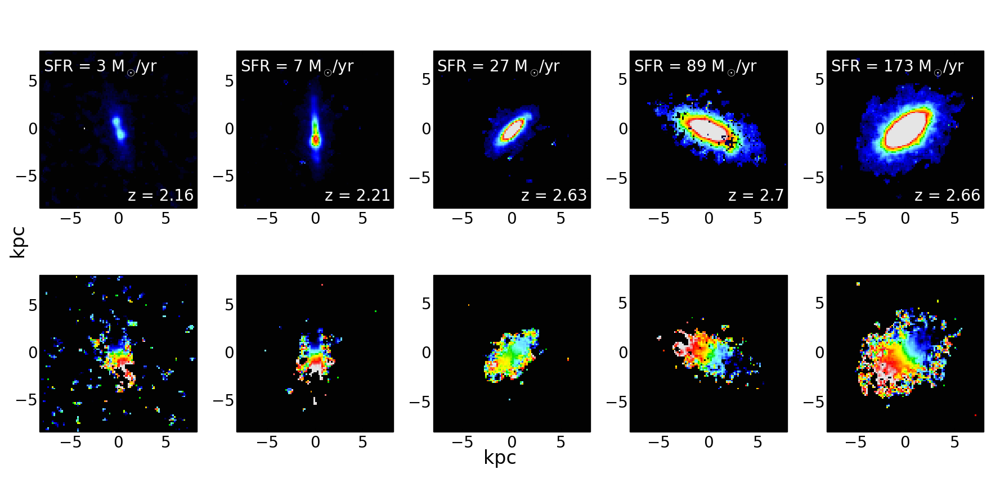 SFR = 3 M☉/yr SFR = 7 M☉/yr SFR = 27 M☉/yr SFR = 89 M☉/yr SFR = 173 M☉/yr
5 5 5 5 5
0 0 0 0 0
−5 −5 −5 −5 −5
z = 2.16 z = 2.21 z = 2.63 z = 2.7 z = 2.66
−5 0 5 −5 0 5 −5 0 5 −5 0 5 −5 0 5
kpc
5 5 5 5 5
0 0 0 0 0
−5 −5 −5 −5 −5
−5 0 5 −5 0 5 −5 0 5 −5 0 5 −5 0 5
kpc